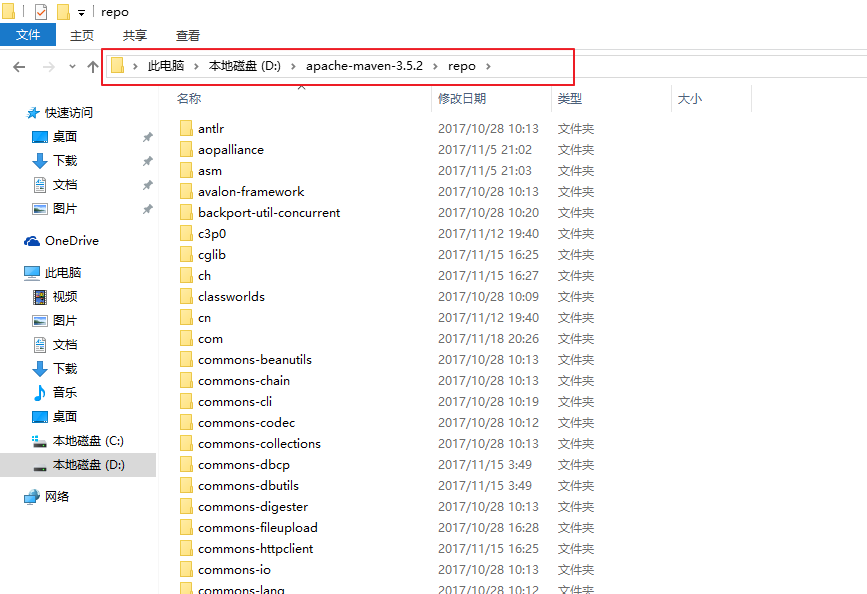 repo
文件 主页 共享 查看
此电脑 本地磁盘 (D:) apache-maven-3.5.2 repo
名称 修改日期 类型 大小
快速访问
桌面
下载
文档
图片
OneDrive
此电脑
视频
图片
文档
下载
音乐
桌面
本地磁盘 (C:)
本地磁盘 (D:)
网络
antlr 2017/10/28 10:13 文件夹
aopalliance 2017/11/5 21:02 文件夹
asm 2017/11/5 21:03 文件夹
avalon-framework 2017/10/28 10:13 文件夹
backport-util-concurrent 2017/10/28 10:20 文件夹
c3p0 2017/11/12 19:40 文件夹
cglib 2017/11/15 16:25 文件夹
ch 2017/11/15 16:27 文件夹
classworlds 2017/10/28 10:09 文件夹
cn 2017/11/12 19:40 文件夹
com 2017/11/18 20:26 文件夹
commons-beanutils 2017/10/28 10:13 文件夹
commons-chain 2017/10/28 10:13 文件夹
commons-cli 2017/10/28 10:19 文件夹
commons-codec 2017/10/28 10:12 文件夹
commons-collections 2017/10/28 10:13 文件夹
commons-dbcp 2017/11/15 3:49 文件夹
commons-dbutils 2017/11/15 3:49 文件夹
commons-digester 2017/10/28 10:13 文件夹
commons-fileupload 2017/10/28 16:28 文件夹
commons-httpclient 2017/11/15 16:25 文件夹
commons-io 2017/10/28 10:13 文件夹
commons-lang 2017/10/28 10:12 文件夹